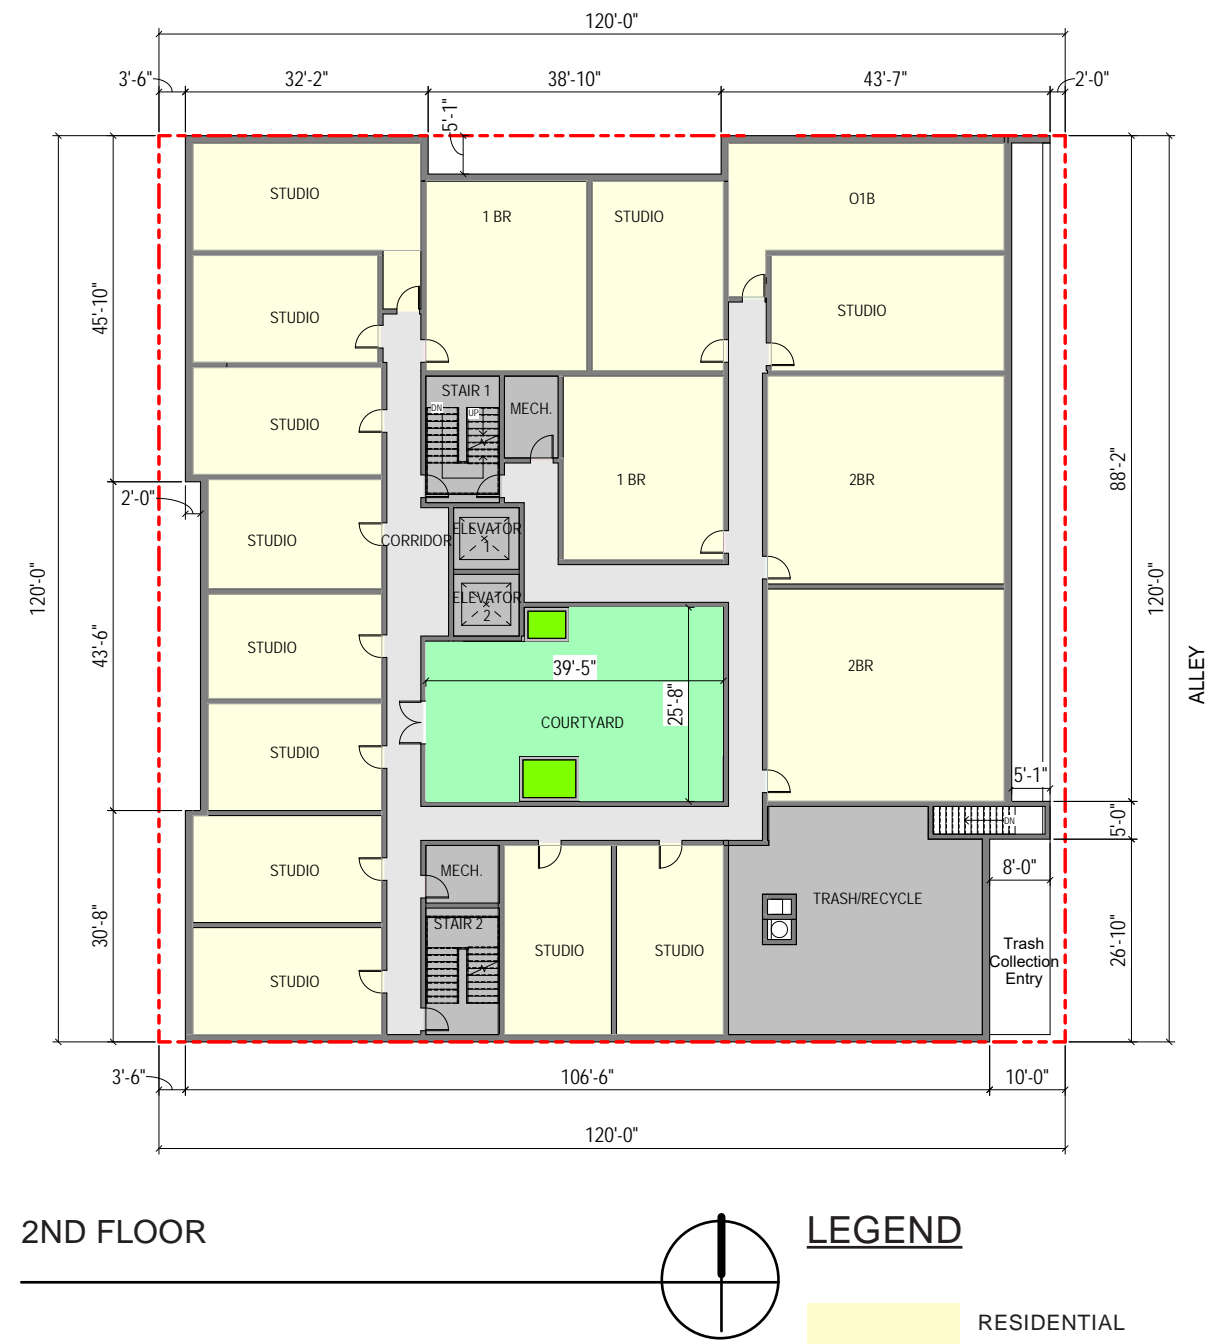 120'-0"
3'-6"
32'-2"
38'-10"
43'-7"
2'-0"
5'-1"
STUDIO
1 BR
STUDIO
O1B
45'-10"
STUDIO
STUDIO
STAIR 1
MECH.
DN
UP
STUDIO
1 BR
2BR
88'-2"
2'-0"
STUDIO
CORRIDOR
ELEVATOR
1
ELEVATOR
2
120'-0"
120'-0"
43'-6"
STUDIO
39'-5"
25'-8"
2BR
ALLEY
COURTYARD
STUDIO
5'-1"
DN
5'-0"
STUDIO
MECH.
8'-0"
TRASH/RECYCLE
30'-8"
STAIR 2
STUDIO
STUDIO
Trash
Collection
Entry
26'-10"
STUDIO
3'-6"
106'-6"
10'-0"
120'-0"
2ND FLOOR
LEGEND
RESIDENTIAL